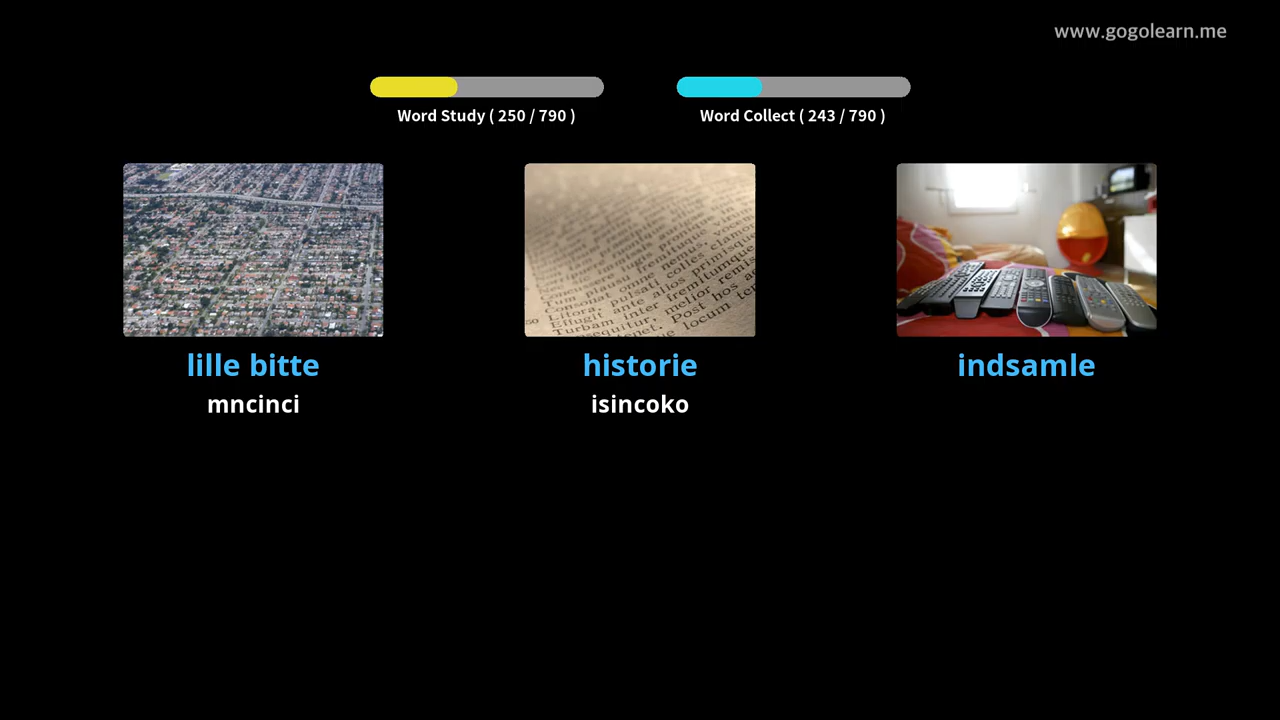 www.gogolearn.me
Word Study ( 250 / 790 )
Word Collect ( 243 / 790 )
lille bitte
historie
indsamle
mncinci
isincoko